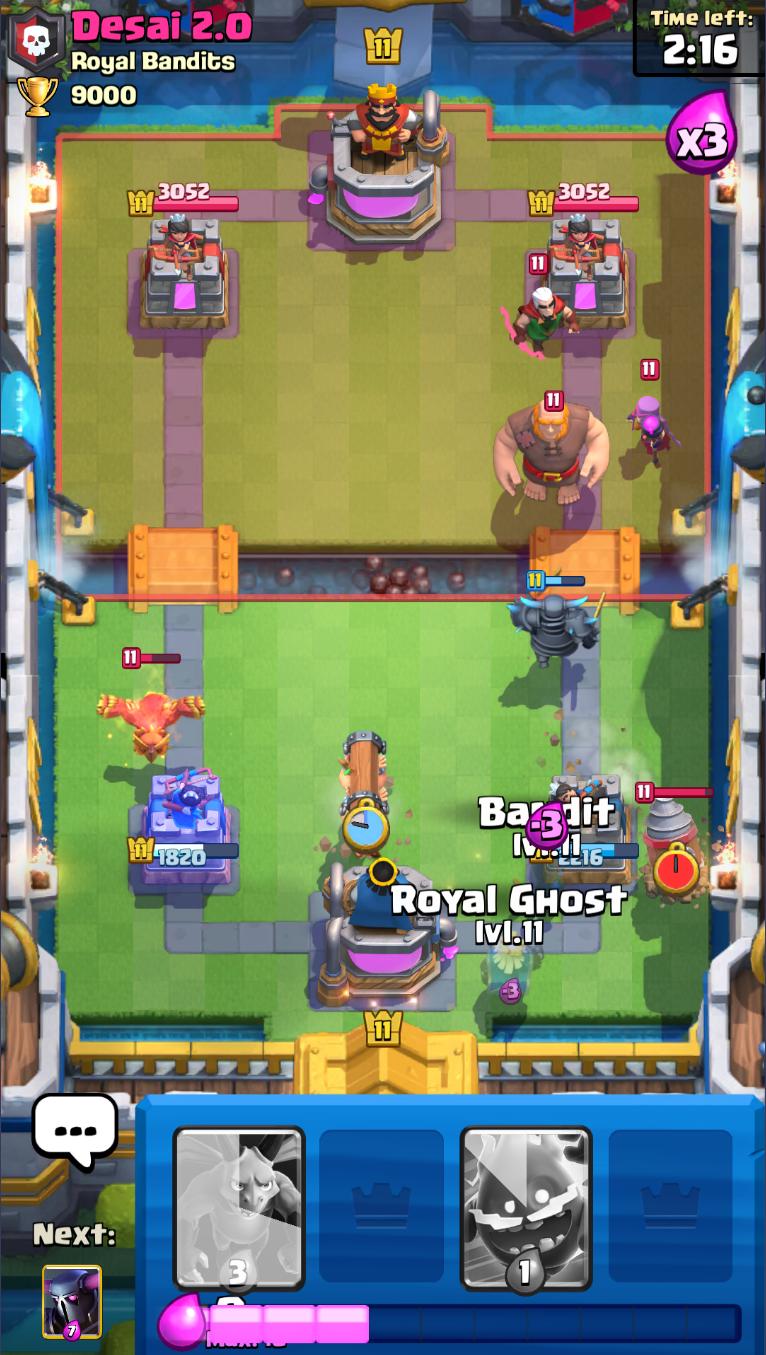 Desai 2.0
Royal Bandits
9000
Time left:
2:16
x3
11
3052
3052
11
11
11
11
11
11
11
Bandit
lvl.11
-3
1820
2216
Royal Ghost
lvl.11
-3
11
...
3
1
Next:
7